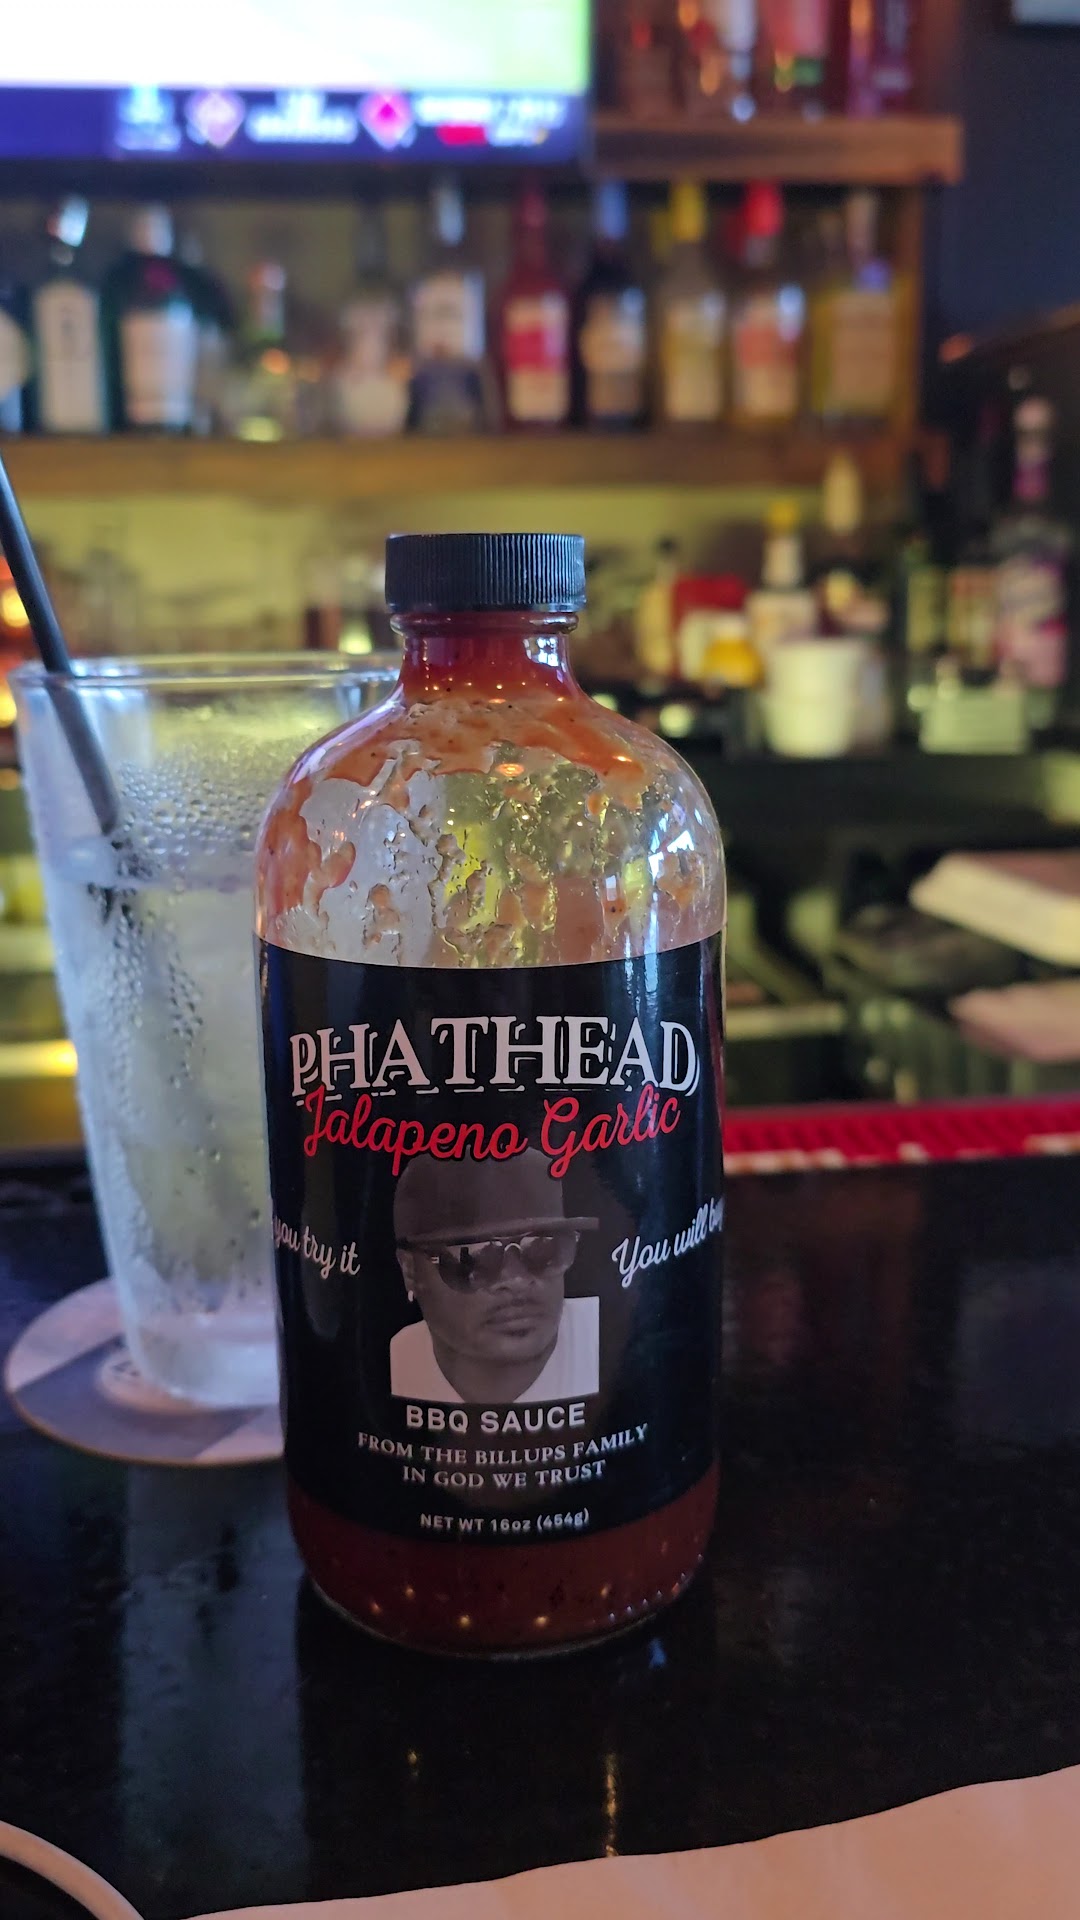 PHATHEAD
Jalapeno Garlic
you try it
You will buy
BBQ SAUCE
FROM THE BILLUPS FAMILY
IN GOD WE TRUST
NET WT 16oz (454g)